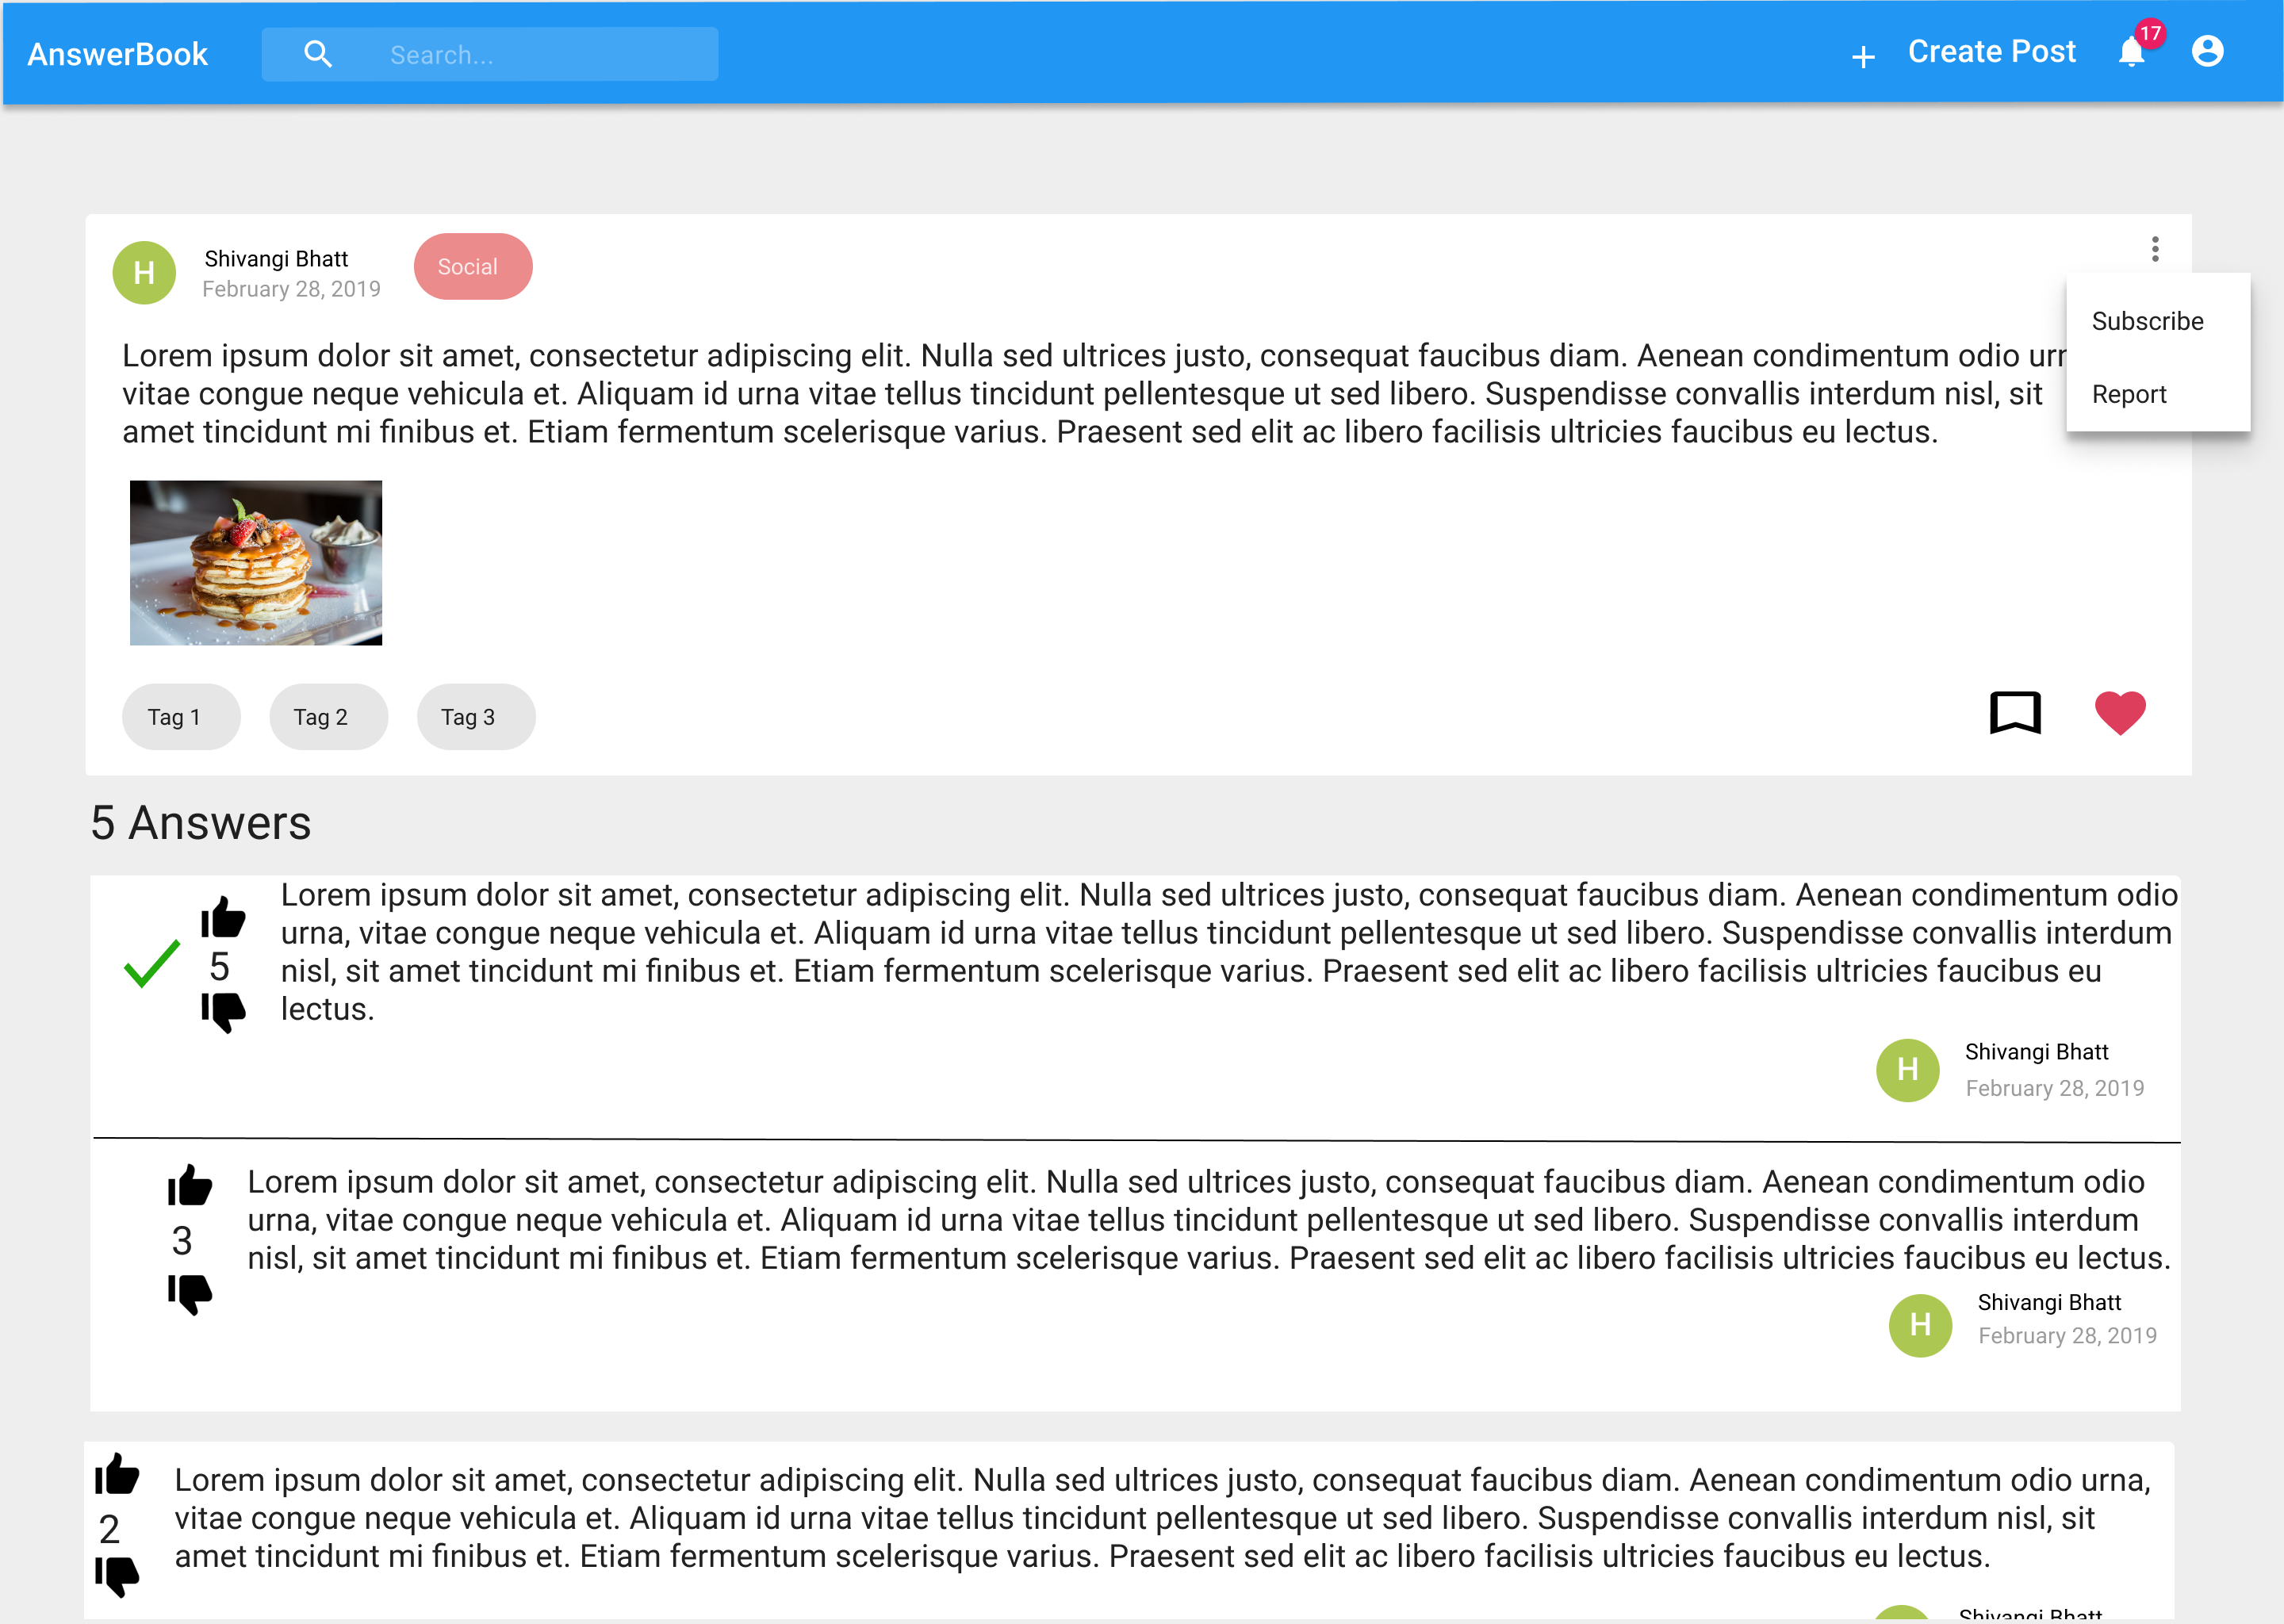 AnswerBook
Search...
Create Post
17
H
Shivangi Bhatt
February 28, 2019
Social
Subscribe
Report
Lorem ipsum dolor sit amet, consectetur adipiscing elit. Nulla sed ultrices justo, consequat faucibus diam. Aenean condimentum odio
vitae congue neque vehicula et. Aliquam id urna vitae tellus tincidunt pellentesque ut sed libero. Suspendisse convallis interdum nisl, sit
amet tincidunt mi finibus et. Etiam fermentum scelerisque varius. Praesent sed elit ac libero facilisis ultricies faucibus eu lectus.
Tag 1
Tag 2
Tag 3
5 Answers
5
Lorem ipsum dolor sit amet, consectetur adipiscing elit. Nulla sed ultrices justo, consequat faucibus diam. Aenean condimentum odio
urna, vitae congue neque vehicula et. Aliquam id urna vitae tellus tincidunt pellentesque ut sed libero. Suspendisse convallis interdum
nisl, sit amet tincidunt mi finibus et. Etiam fermentum scelerisque varius. Praesent sed elit ac libero facilisis ultricies faucibus eu
lectus.
H
Shivangi Bhatt
February 28, 2019
3
Lorem ipsum dolor sit amet, consectetur adipiscing elit. Nulla sed ultrices justo, consequat faucibus diam. Aenean condimentum odio
urna, vitae congue neque vehicula et. Aliquam id urna vitae tellus tincidunt pellentesque ut sed libero. Suspendisse convallis interdum
nisl, sit amet tincidunt mi finibus et. Etiam fermentum scelerisque varius. Praesent sed elit ac libero facilisis ultricies faucibus eu lectus.
H
Shivangi Bhatt
February 28, 2019
2
Lorem ipsum dolor sit amet, consectetur adipiscing elit. Nulla sed ultrices justo, consequat faucibus diam. Aenean condimentum odio urna,
vitae congue neque vehicula et. Aliquam id urna vitae tellus tincidunt pellentesque ut sed libero. Suspendisse convallis interdum nisl, sit
amet tincidunt mi finibus et. Etiam fermentum scelerisque varius. Praesent sed elit ac libero facilisis ultricies faucibus eu lectus.
Shivangi Bhatt